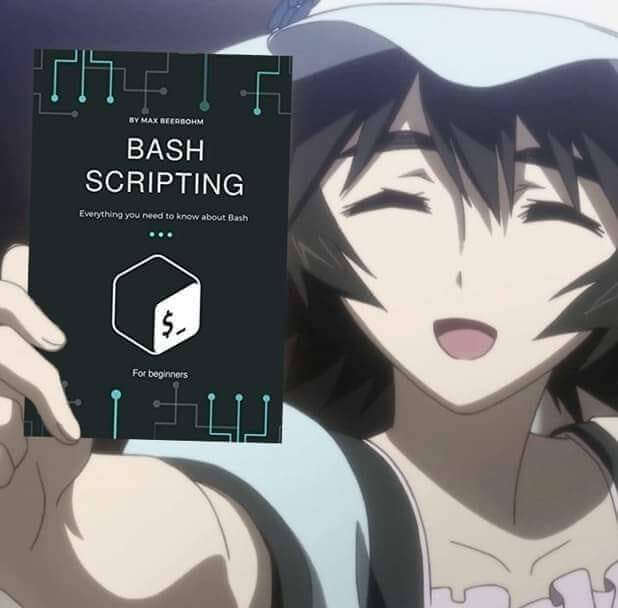 BY MAX BEERBOHM
BASH
SCRIPTING
Everything you need to know about Bash
$_
For beginners